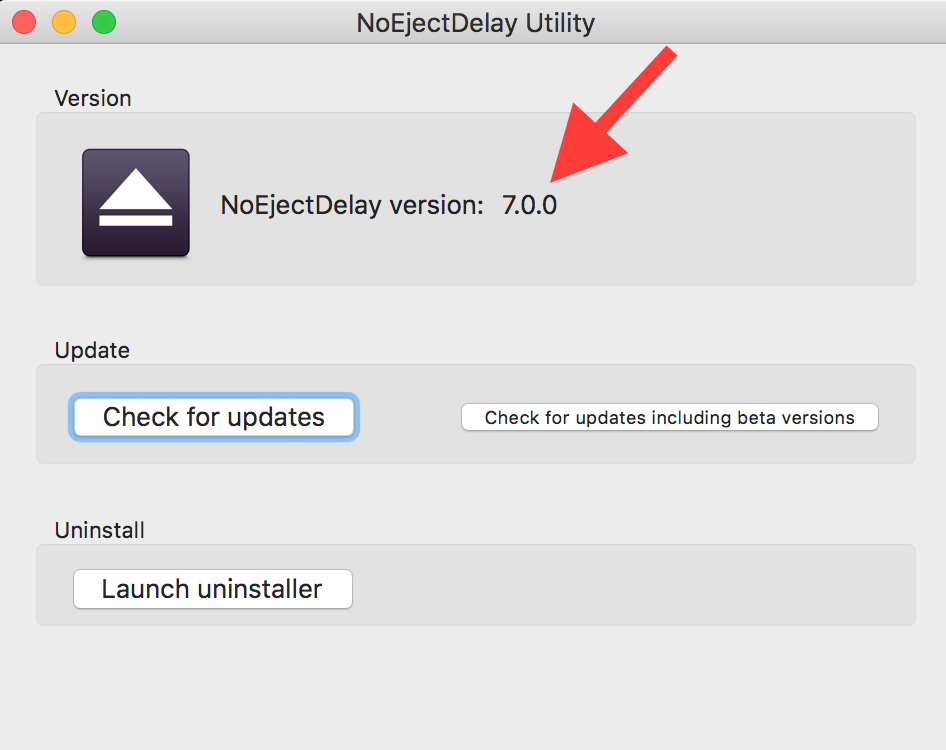 NoEjectDelay Utility
Version
NoEjectDelay version: 7.0.0
Update
Check for updates
Check for updates including beta versions
Uninstall
Launch uninstaller